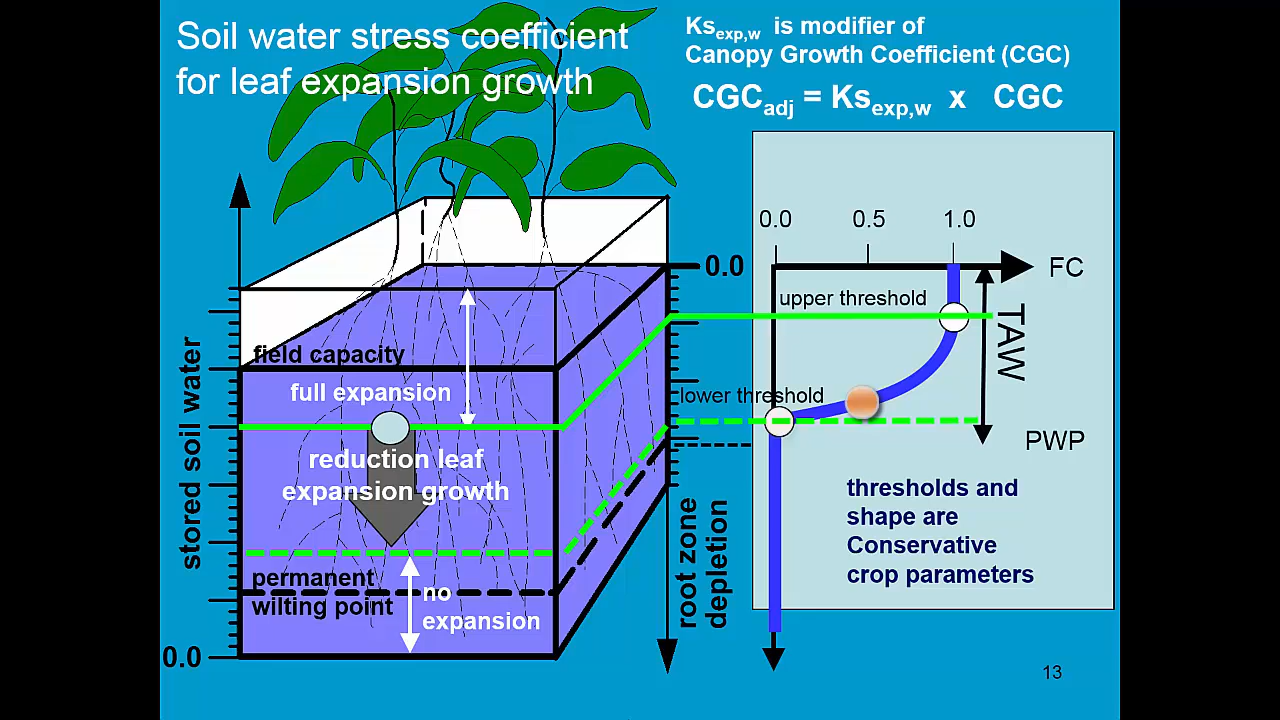 Soil water stress coefficient
for leaf expansion growth
Ksexp,w is modifier of
Canopy Growth Coefficient (CGC)
CGCadj = Ksexp,w x CGC
0.0 0.5 1.0
FC
0.0
upper threshold
TAW
lower threshold
PWP
field capacity
full expansion
reduction leaf
expansion growth
permanent
wilting point
no
expansion
stored soil water
0.0
root zone
depletion
thresholds and
shape are
Conservative
crop parameters
13